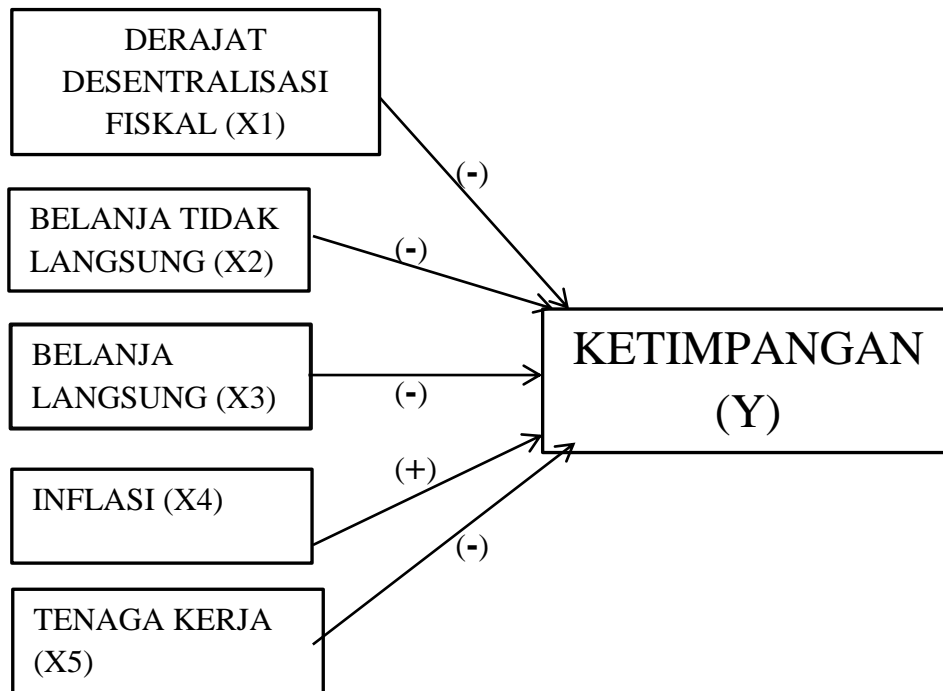 DERAJAT
DESENTRALISASI
FISKAL (X1)
(-)
BELANJA TIDAK
LANGSUNG (X2)
(-)
BELANJA
LANGSUNG (X3)
(-)
KETIMPANGAN
(Y)
INFLASI (X4)
(+)
TENAGA KERJA
(X5)
(-)